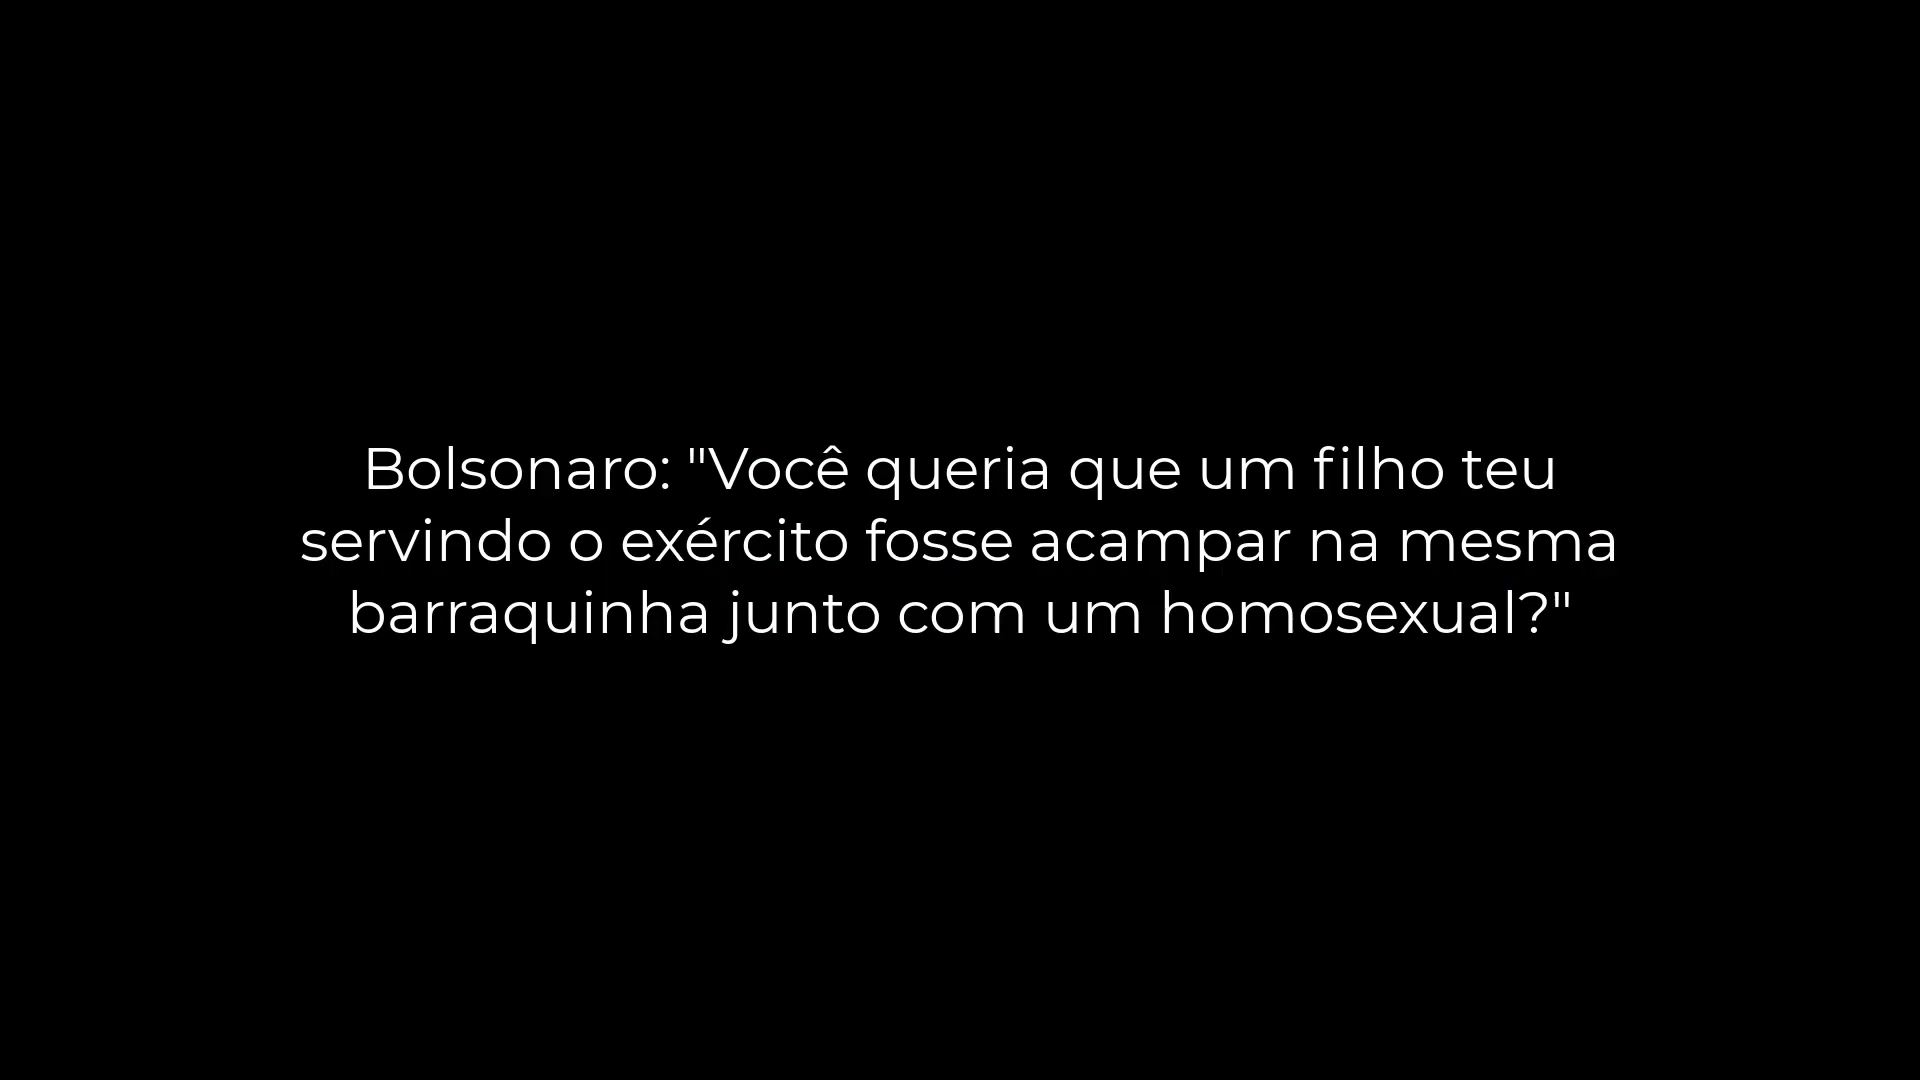 Bolsonaro: "Você queria que um filho teu
servindo o exército fosse acampar na mesma
barraquinha junto com um homosexual?"